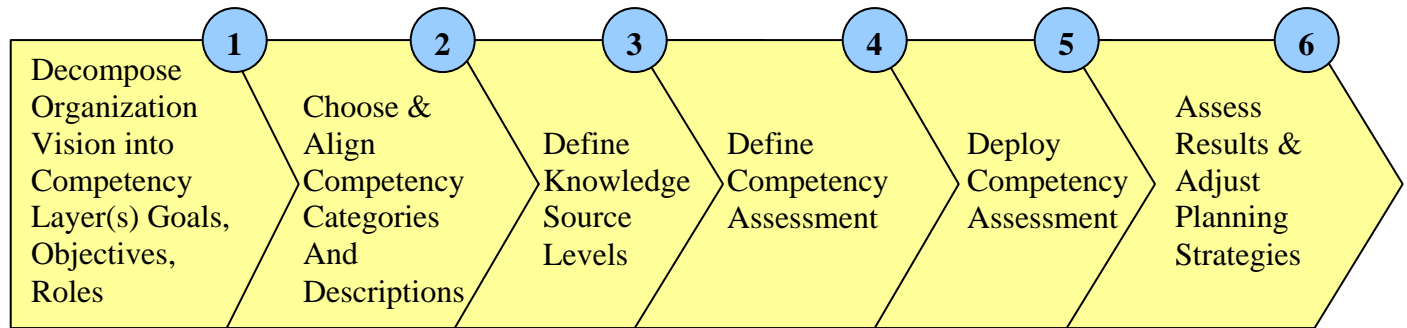 1
Decompose
Organization
Vision into
Competency
Layer(s) Goals,
Objectives,
Roles
2
Choose &
Align
Competency
Categories
And
Descriptions
3
Define
Knowledge
Source
Levels
4
Define
Competency
Assessment
5
Deploy
Competency
Assessment
6
Assess
Results &
Adjust
Planning
Strategies